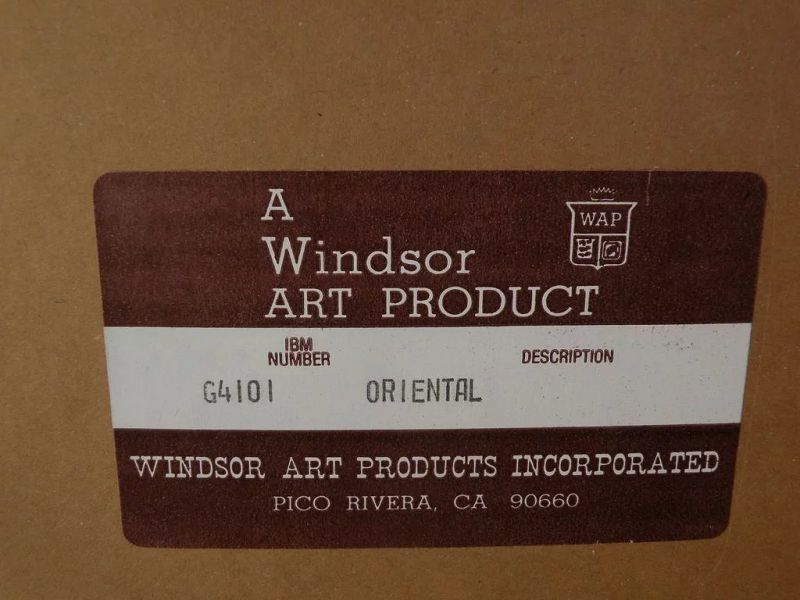 A
Windsor
ART PRODUCT
WAP
IBM
NUMBER
DESCRIPTION
G4101
ORIENTAL
WINDSOR ART PRODUCTS INCORPORATED
PICO RIVERA, CA 90660